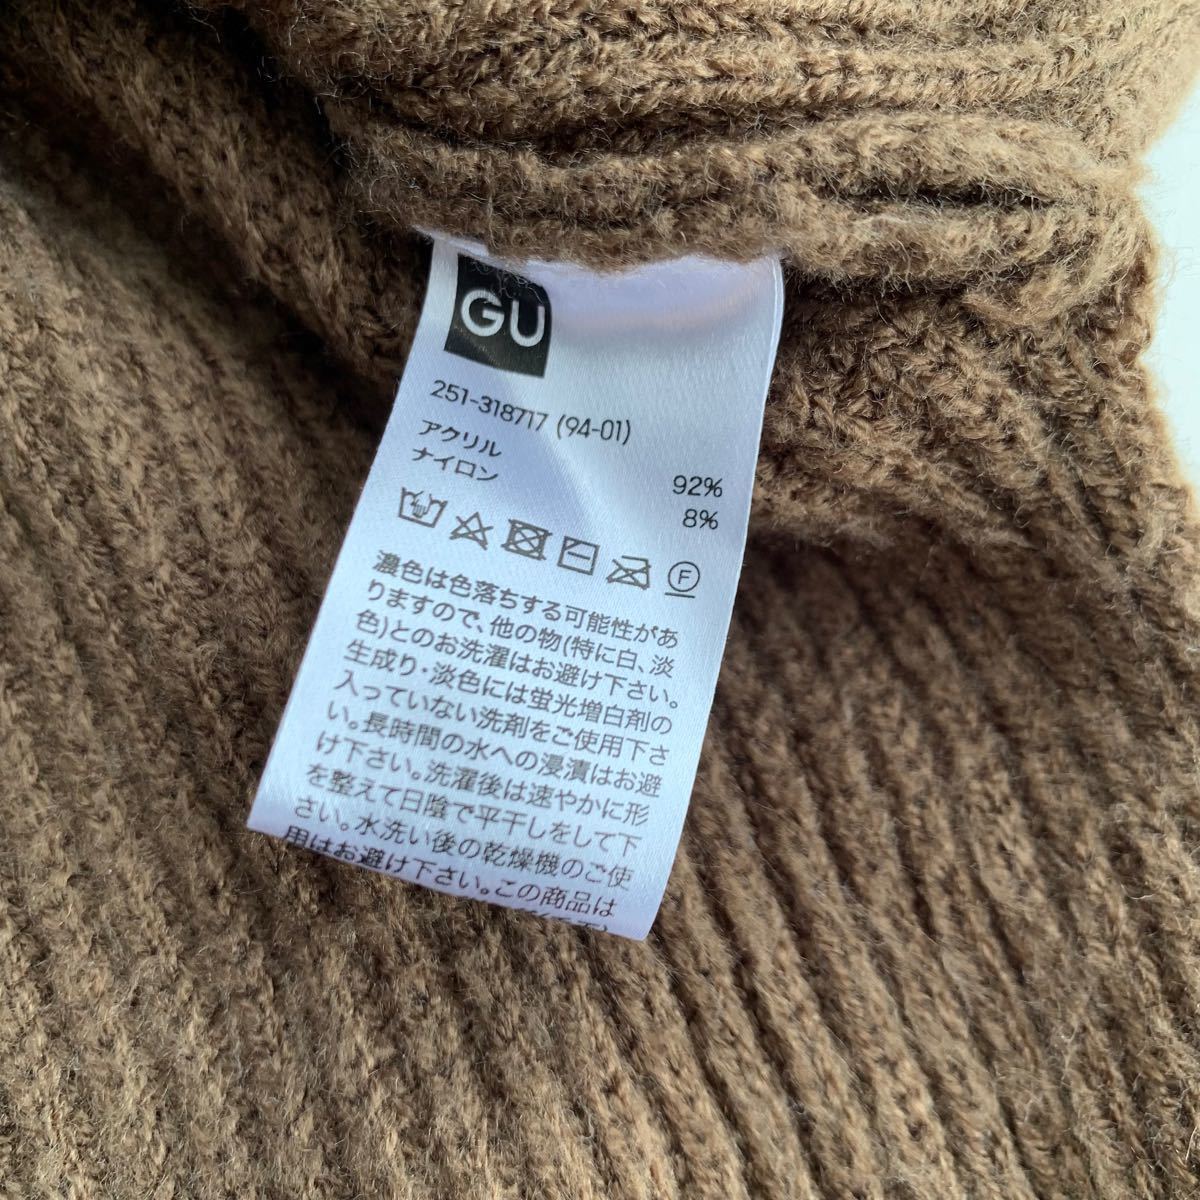 GU
251-318717 (94-01)
アクリル 92%
ナイロン 8%
F
濃色は色落ちする可能性があ
りますので、他の物(特に白、淡
色)とのお洗濯はお避け下さい。
生成り・淡色には蛍光増白剤の
入っていない洗剤をご使用下さ
い。長時間の水への浸漬はお避
け下さい。洗濯後は速やかに形
を整えて日陰で平干しをして下
さい。水洗い後の乾燥機のご使
用はお避け下さい。この商品は